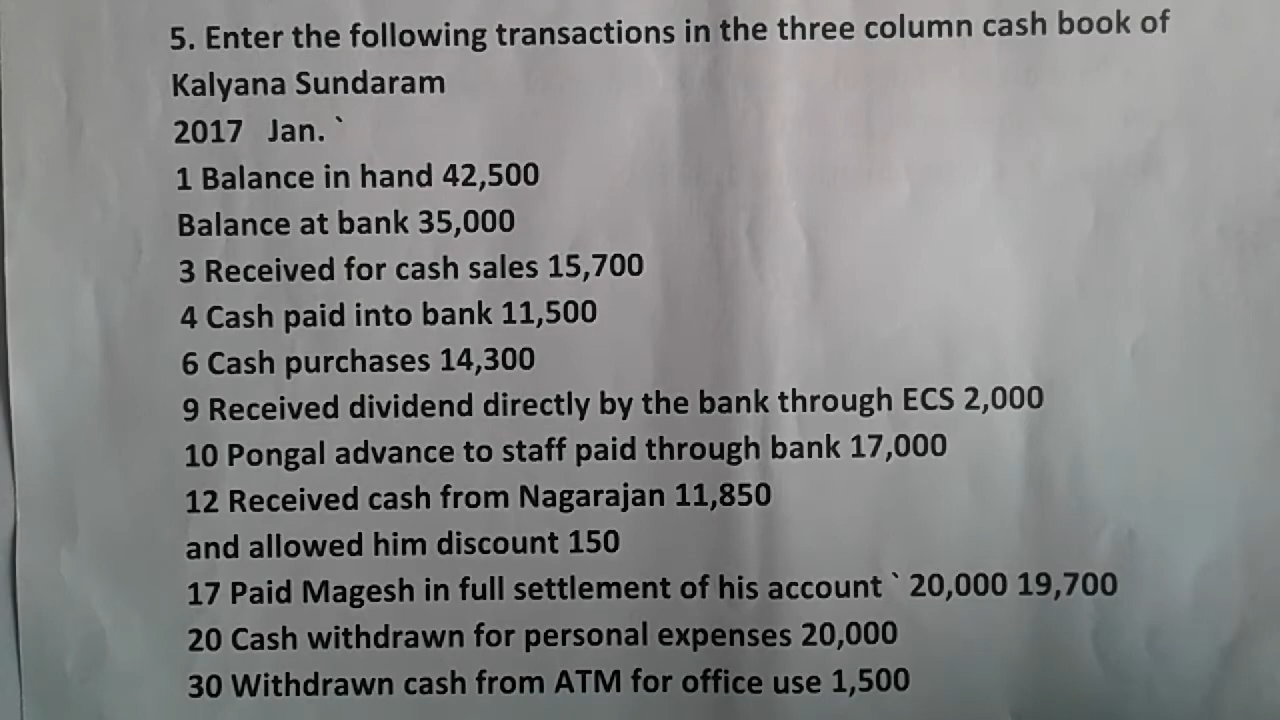 5. Enter the following transactions in the three column cash book of
Kalyana Sundaram
2017 Jan. `
1 Balance in hand 42,500
Balance at bank 35,000
3 Received for cash sales 15,700
4 Cash paid into bank 11,500
6 Cash purchases 14,300
9 Received dividend directly by the bank through ECS 2,000
10 Pongal advance to staff paid through bank 17,000
12 Received cash from Nagarajan 11,850
and allowed him discount 150
17 Paid Magesh in full settlement of his account ` 20,000 19,700
20 Cash withdrawn for personal expenses 20,000
30 Withdrawn cash from ATM for office use 1,500